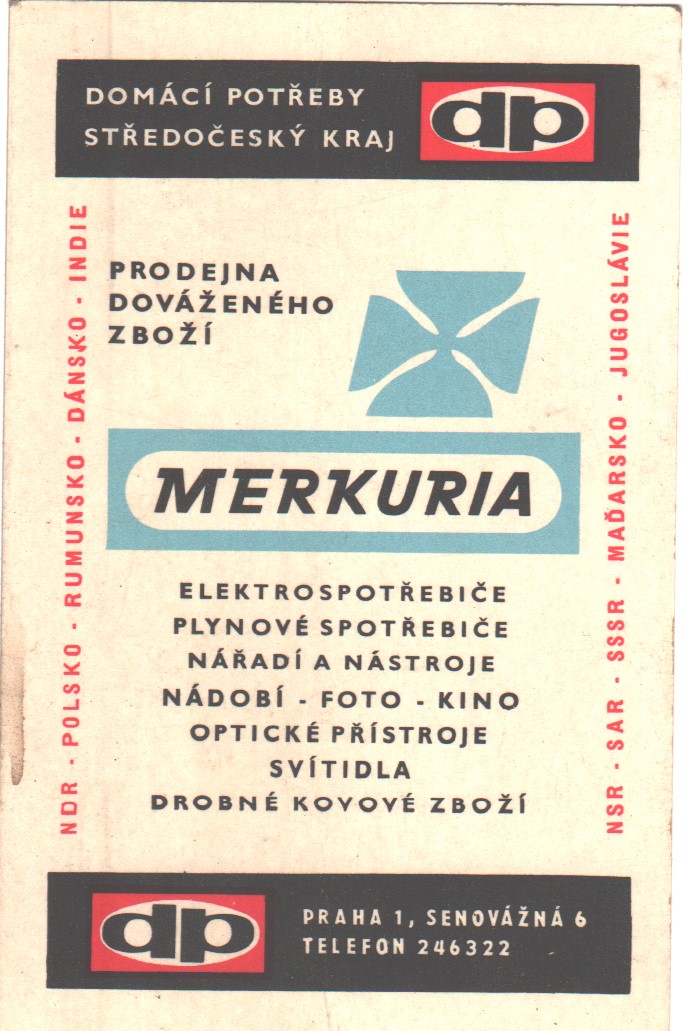 DOMÁCÍ POTŘEBY
STŘEDOČESKÝ KRAJ
dp
NDR - POLSKO - RUMUNSKO - DÁNSKO - INDIE
PRODEJNA
DOVÁŽENÉHO
ZBOŽÍ
MERKURIA
ELEKTROSPOTŘEBIČE
PLYNOVÉ SPOTŘEBIČE
NÁŘADÍ A NÁSTROJE
NÁDOBÍ - FOTO - KINO
OPTICKÉ PŘÍSTROJE
SVÍTIDLA
DROBNÉ KOVOVÉ ZBOŽÍ
NSR - SAR - SSSR - MAĎARSKO - JUGOSLÁVIE
dp
PRAHA 1, SENOVÁŽNÁ 6
TELEFON 246322